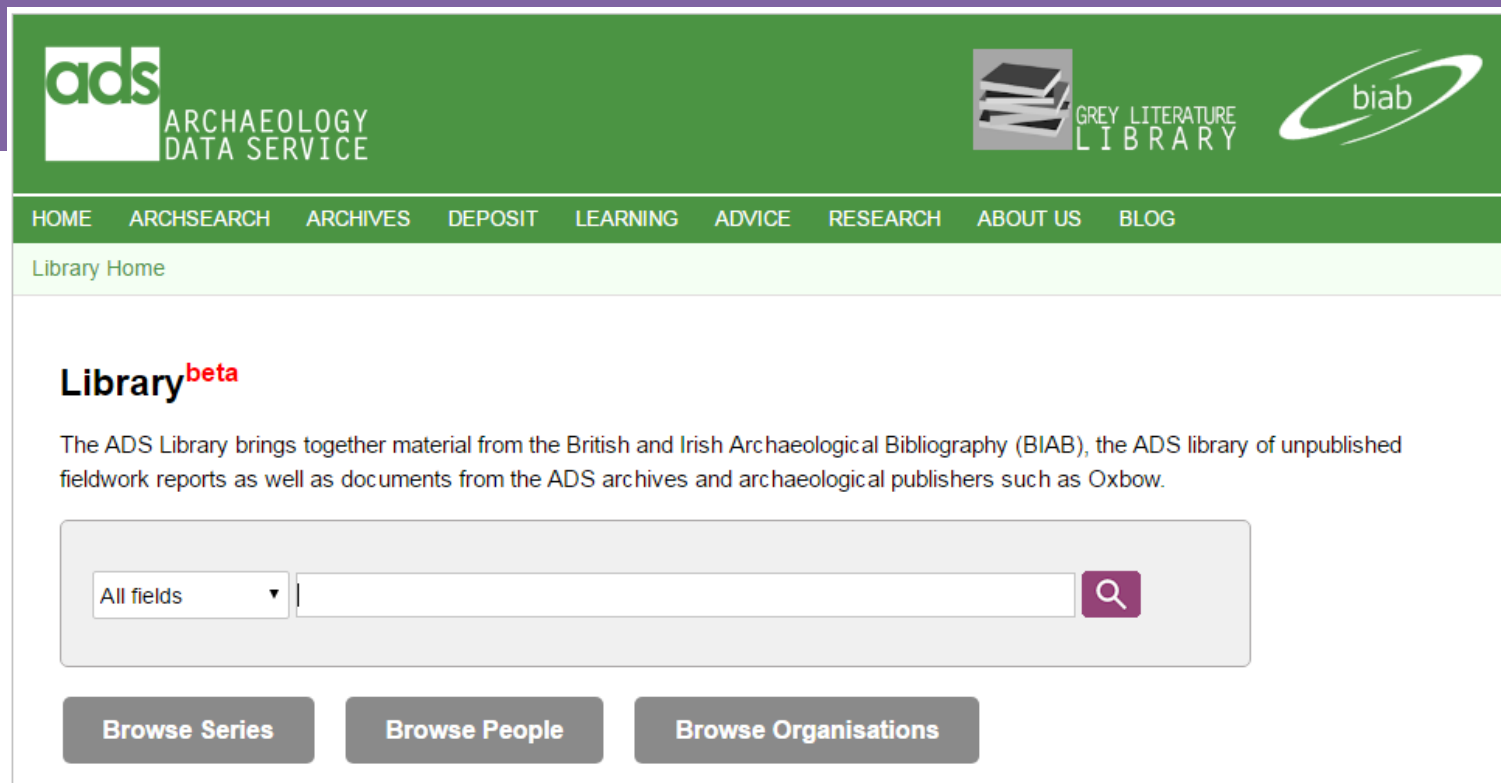 ads
ARCHAEOLOGY
DATA SERVICE
GREY LITERATURE
LIBRARY
biab
HOME ARCHSEARCH ARCHIVES DEPOSIT LEARNING ADVICE RESEARCH ABOUT US BLOG
Library Home
Librarybeta
The ADS Library brings together material from the British and Irish Archaeological Bibliography (BIAB), the ADS library of unpublished
fieldwork reports as well as documents from the ADS archives and archaeological publishers such as Oxbow.
All fields
Browse Series Browse People Browse Organisations